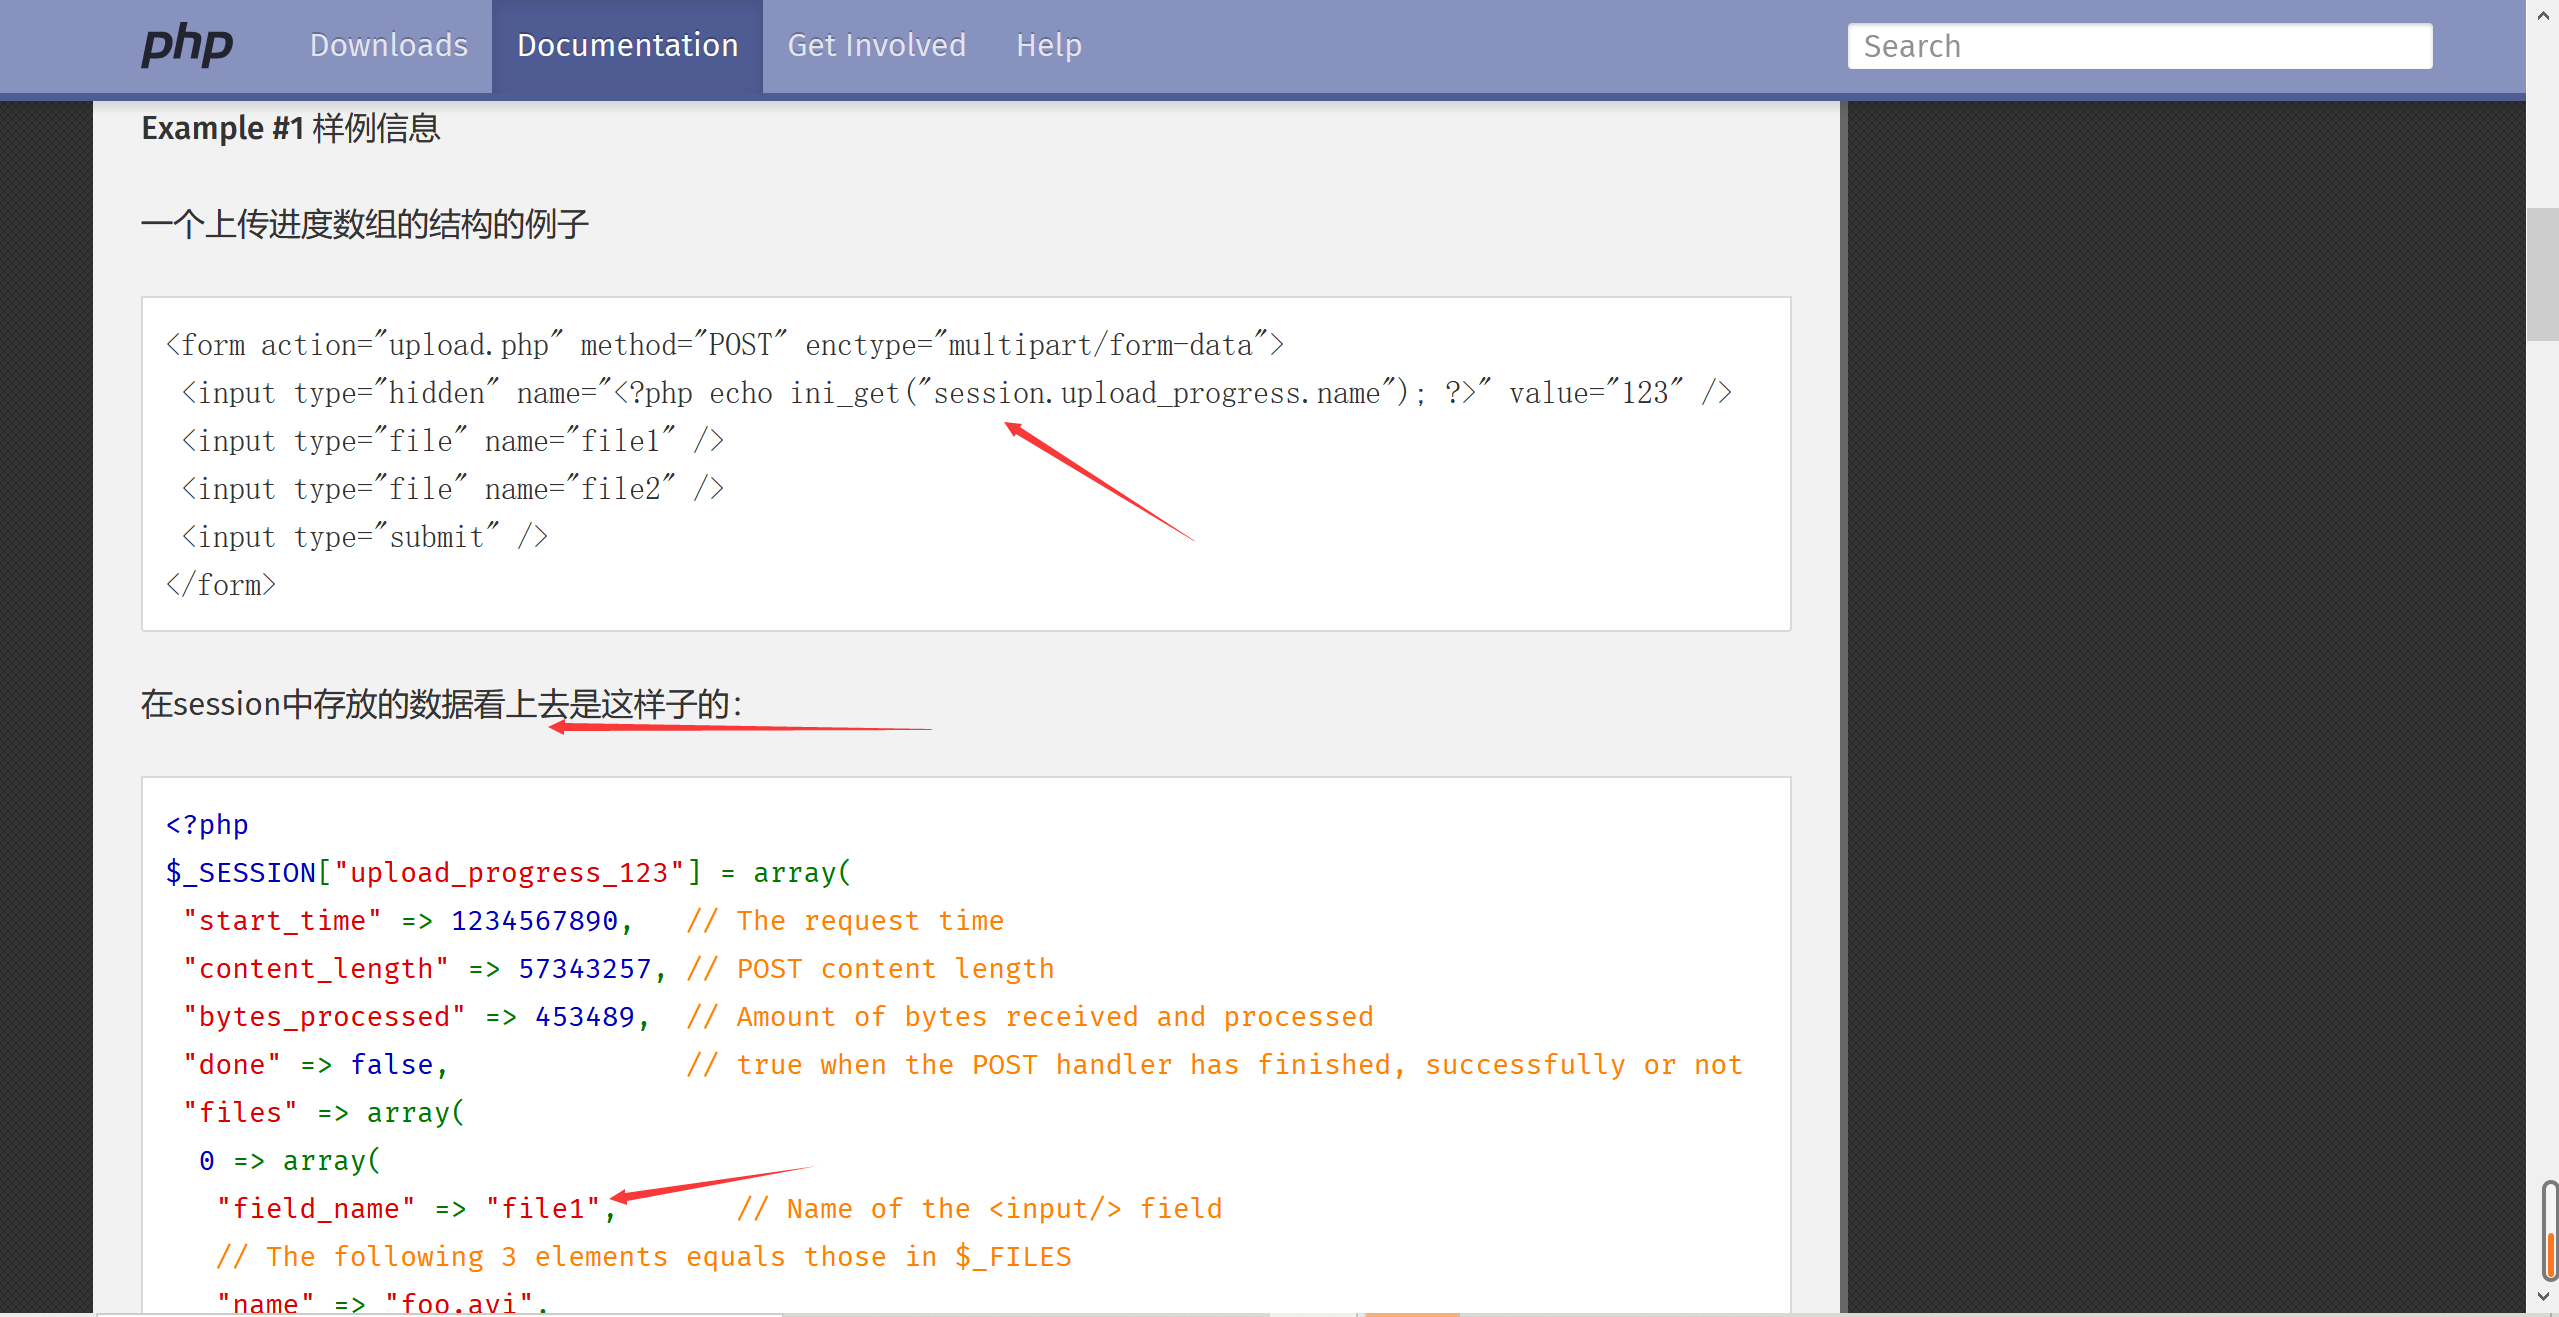 php Downloads Documentation Get Involved Help Search
Example #1 样例信息
一个上传进度数组的结构的例子
<form action="upload.php" method="POST" enctype="multipart/form-data">
<input type="hidden" name="<?php echo ini_get("session.upload_progress.name"); ?>" value="123" />
<input type="file" name="file1" />
<input type="file" name="file2" />
<input type="submit" />
</form>
在session中存放的数据看上去是这样子的：
<?php
$_SESSION["upload_progress_123"] = array(
"start_time" => 1234567890,   // The request time
"content_length" => 57343257, // POST content length
"bytes_processed" => 453489,  // Amount of bytes received and processed
"done" => false,              // true when the POST handler has finished, successfully or not
"files" => array(
0 => array(
"field_name" => "file1",       // Name of the <input/> field
// The following 3 elements equals those in $_FILES
"name" => "foo.avi",